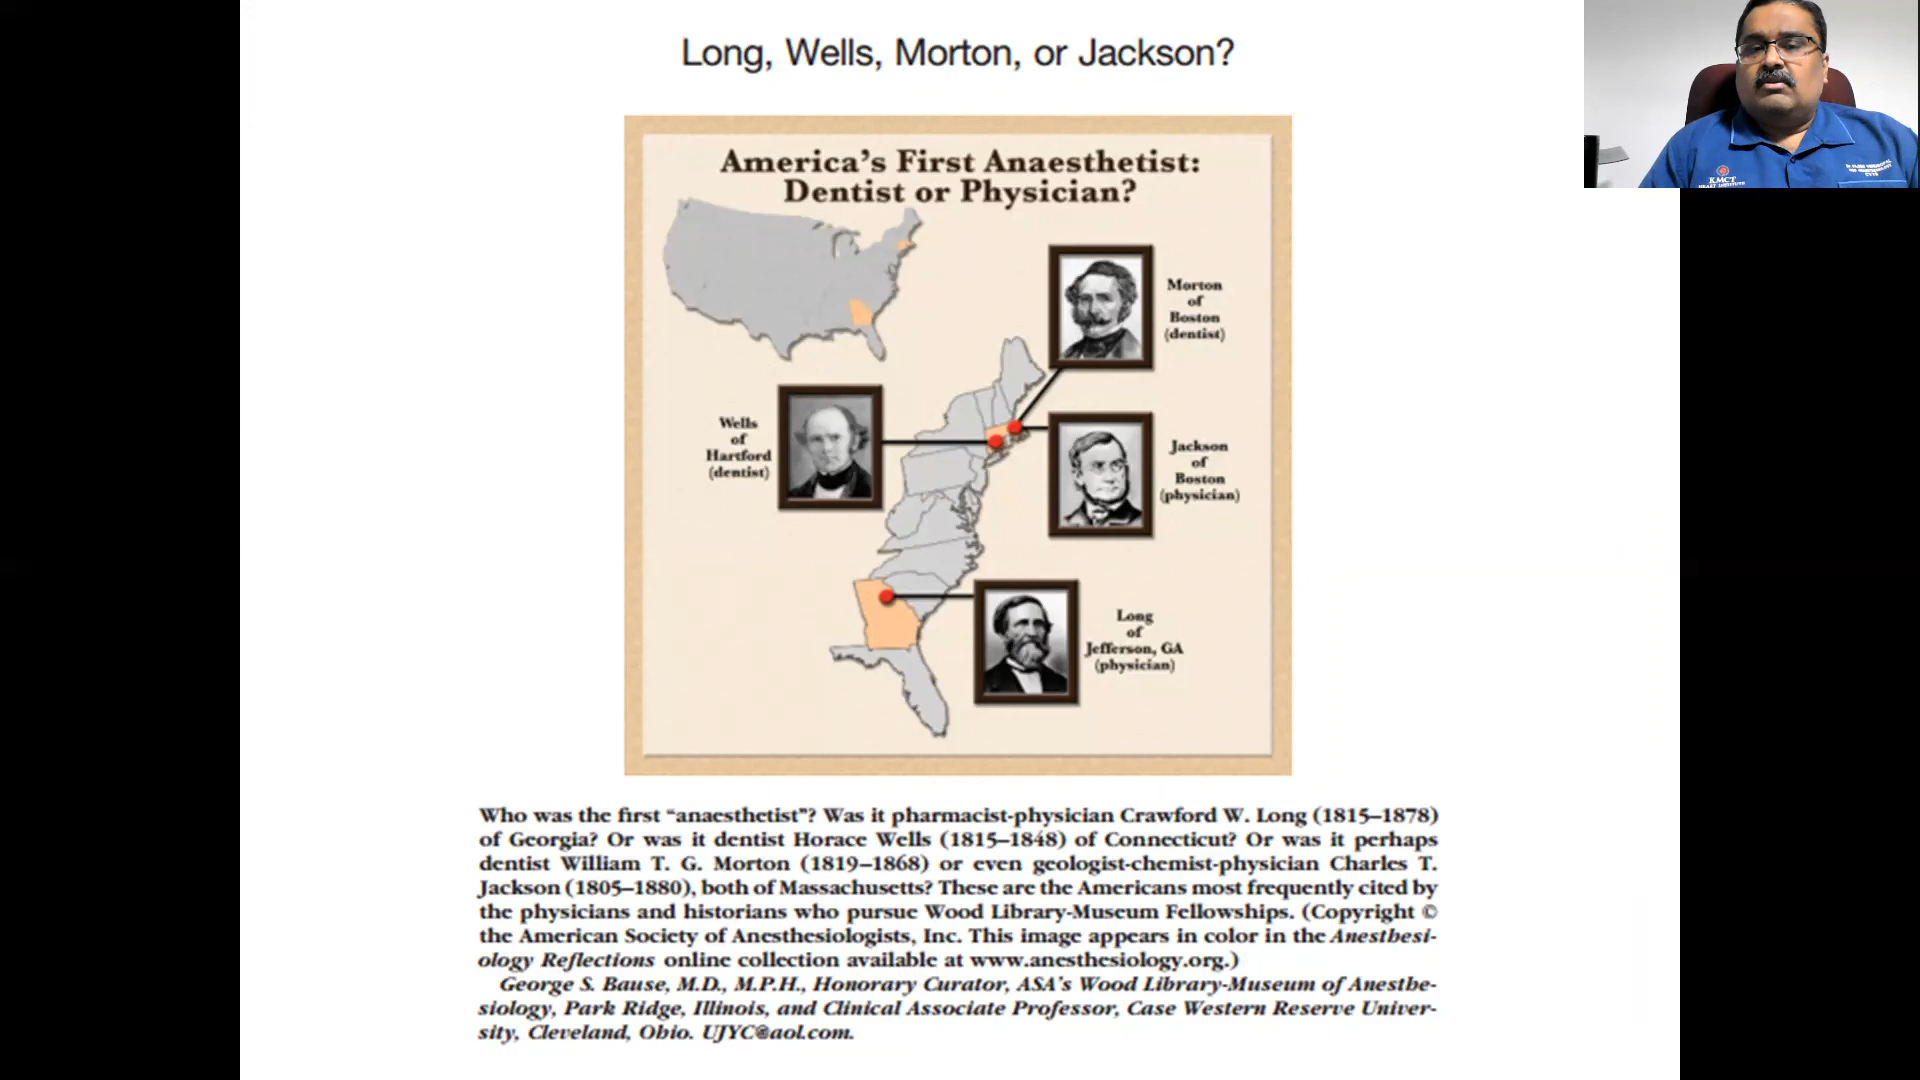 Long, Wells, Morton, or Jackson?
America's First Anaesthetist:
Dentist or Physician?
Morton
of
Boston
(dentist)
Wells
of
Hartford
(dentist)
Jackson
of
Boston
(physician)
Long
of
Jefferson, GA
(physician)
Who was the first “anaesthetist”? Was it pharmacist-physician Crawford W. Long (1815–1878)
of Georgia? Or was it dentist Horace Wells (1815–1848) of Connecticut? Or was it perhaps
dentist William T. G. Morton (1819–1868) or even geologist-chemist-physician Charles T.
Jackson (1805–1880), both of Massachusetts? These are the Americans most frequently cited by
the physicians and historians who pursue Wood Library-Museum Fellowships. (Copyright ©
the American Society of Anesthesiologists, Inc. This image appears in color in the Anesthesi-
ology Reflections online collection available at www.anesthesiology.org.)
George S. Bause, M.D., M.P.H., Honorary Curator, ASA's Wood Library-Museum of Anesthe-
siology, Park Ridge, Illinois, and Clinical Associate Professor, Case Western Reserve Univer-
sity, Cleveland, Ohio. UJYC@aol.com.
KMCT
HEART INSTITUTE